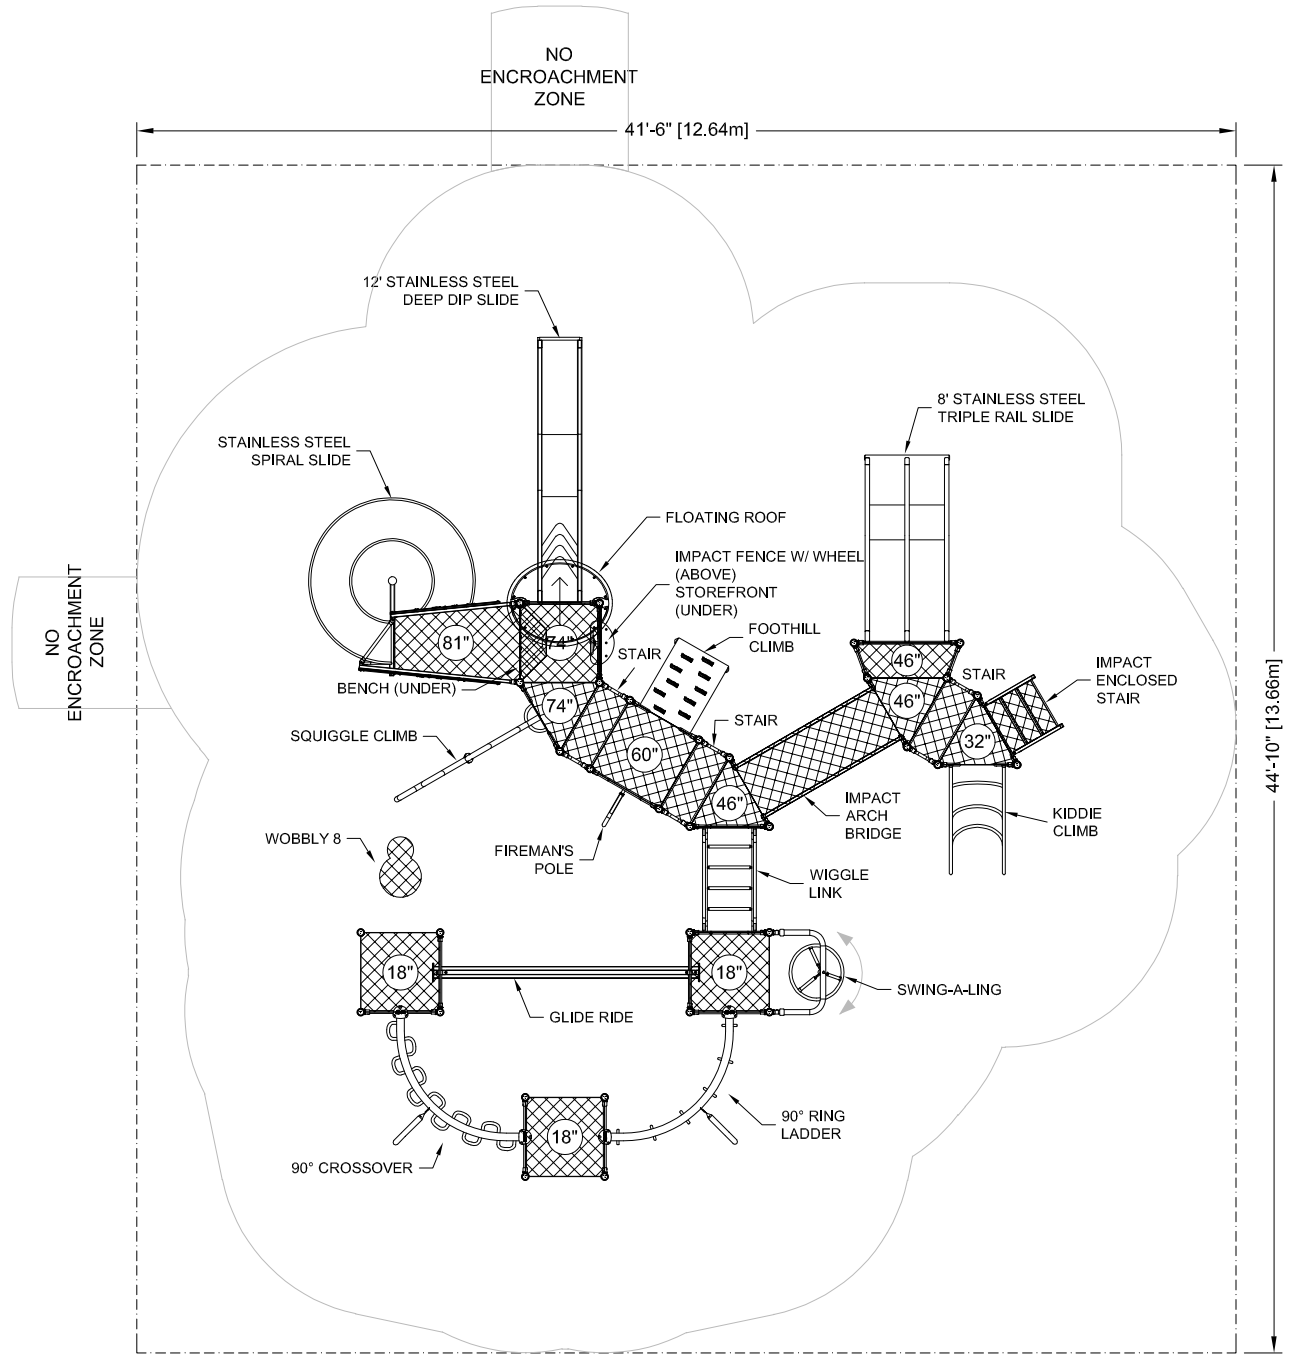 NO
ENCROACHMENT
ZONE
41'-6" [12.64m]
12' STAINLESS STEEL
DEEP DIP SLIDE
8' STAINLESS STEEL
TRIPLE RAIL SLIDE
STAINLESS STEEL
SPIRAL SLIDE
FLOATING ROOF
IMPACT FENCE W/ WHEEL
(ABOVE)
STOREFRONT
(UNDER)
NO
ENCROACHMENT
ZONE
FOOTHILL
CLIMB
81"
74"
STAIR
46"
STAIR
IMPACT
ENCLOSED
STAIR
BENCH (UNDER)
74"
46"
44'-10" [13.66m]
SQUIGGLE CLIMB
STAIR
60"
32"
46"
IMPACT
ARCH
BRIDGE
KIDDIE
CLIMB
WOBBLY 8
FIREMAN'S
POLE
WIGGLE
LINK
18"
18"
SWING-A-LING
GLIDE RIDE
90° RING
LADDER
18"
90° CROSSOVER